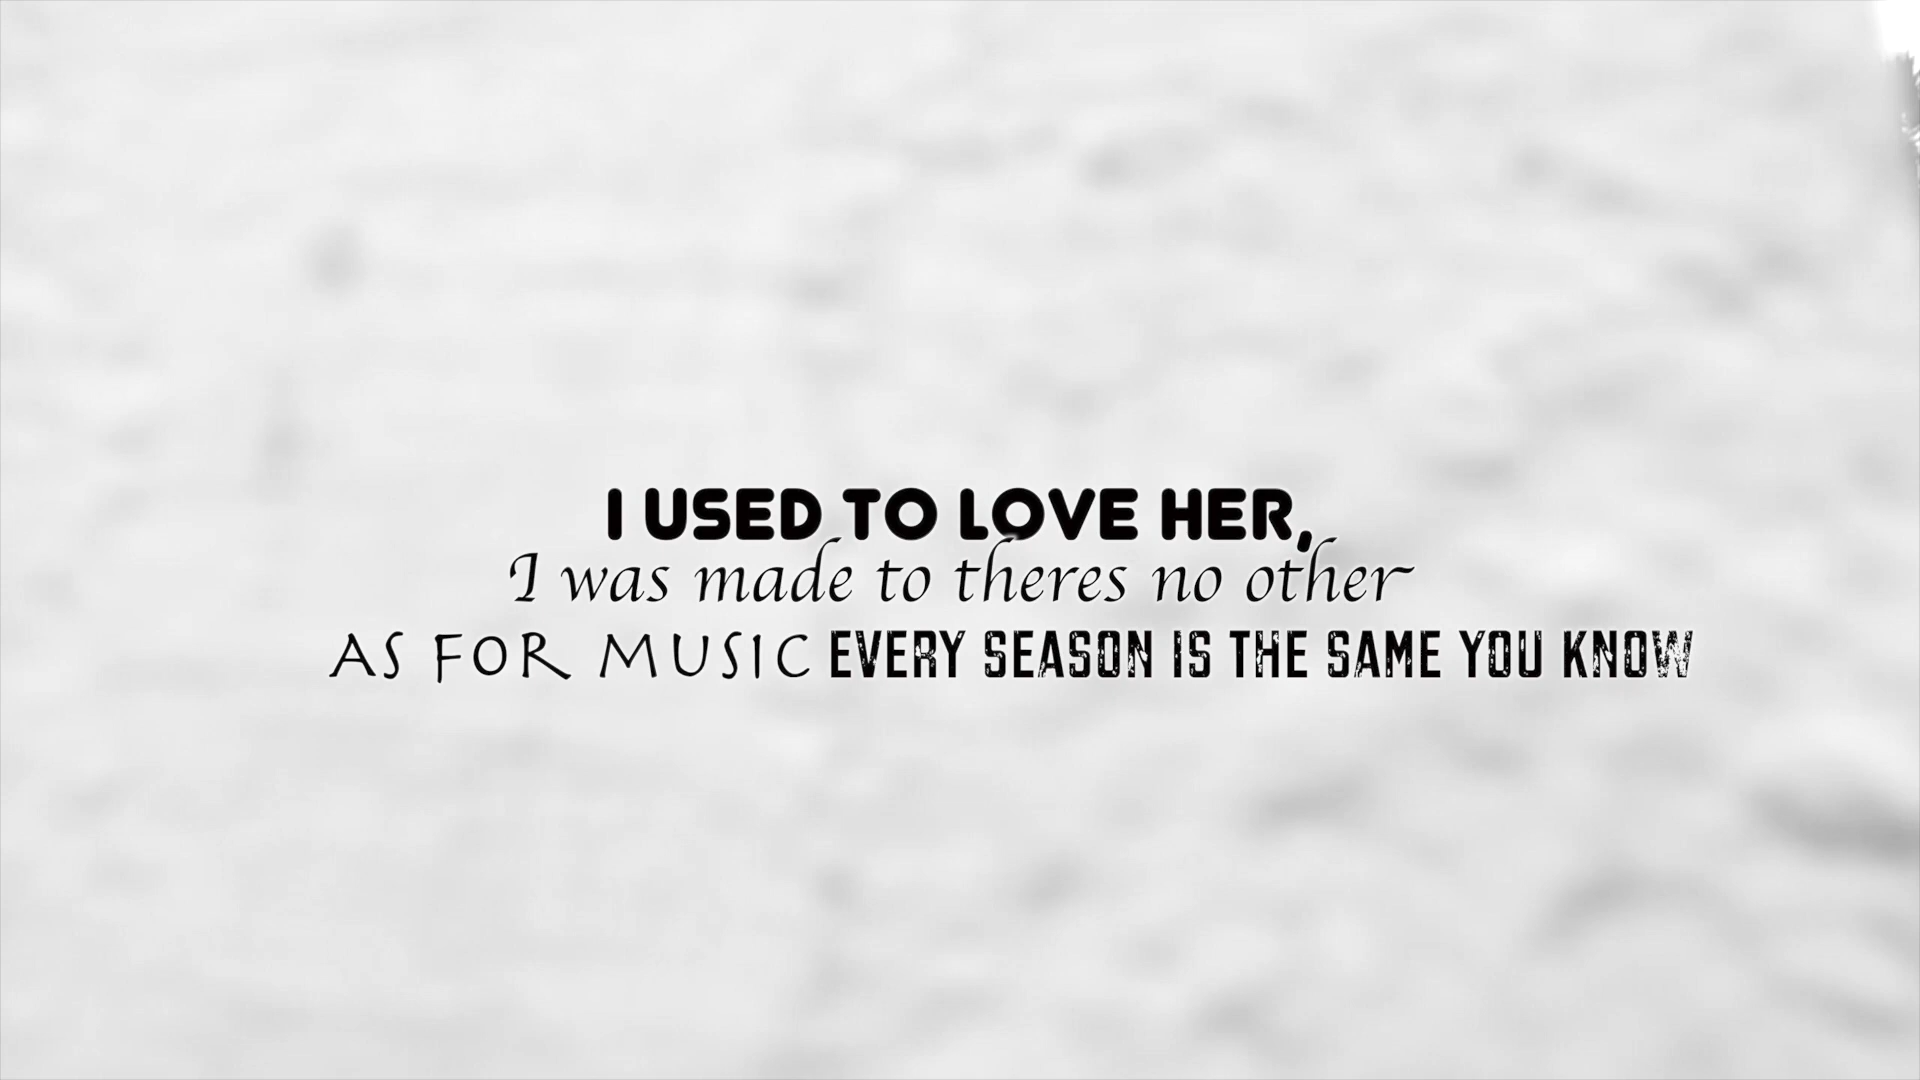 I USED TO LOVE HER,
I was made to theres no other
AS FOR MUSIC EVERY SEASON IS THE SAME YOU KNOW